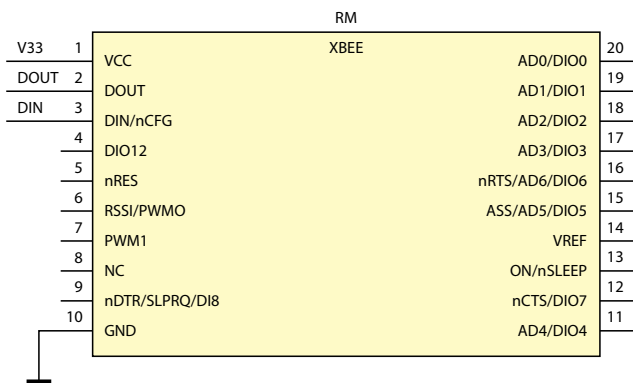 RM
XBEE
V33 1 VCC
DOUT 2 DOUT
DIN 3 DIN/nCFG
4 DIO12
5 nRES
6 RSSI/PWMO
7 PWM1
8 NC
9 nDTR/SLPRQ/DI8
10 GND
20 AD0/DIO0
19 AD1/DIO1
18 AD2/DIO2
17 AD3/DIO3
16 nRTS/AD6/DIO6
15 ASS/AD5/DIO5
14 VREF
13 ON/nSLEEP
12 nCTS/DIO7
11 AD4/DIO4